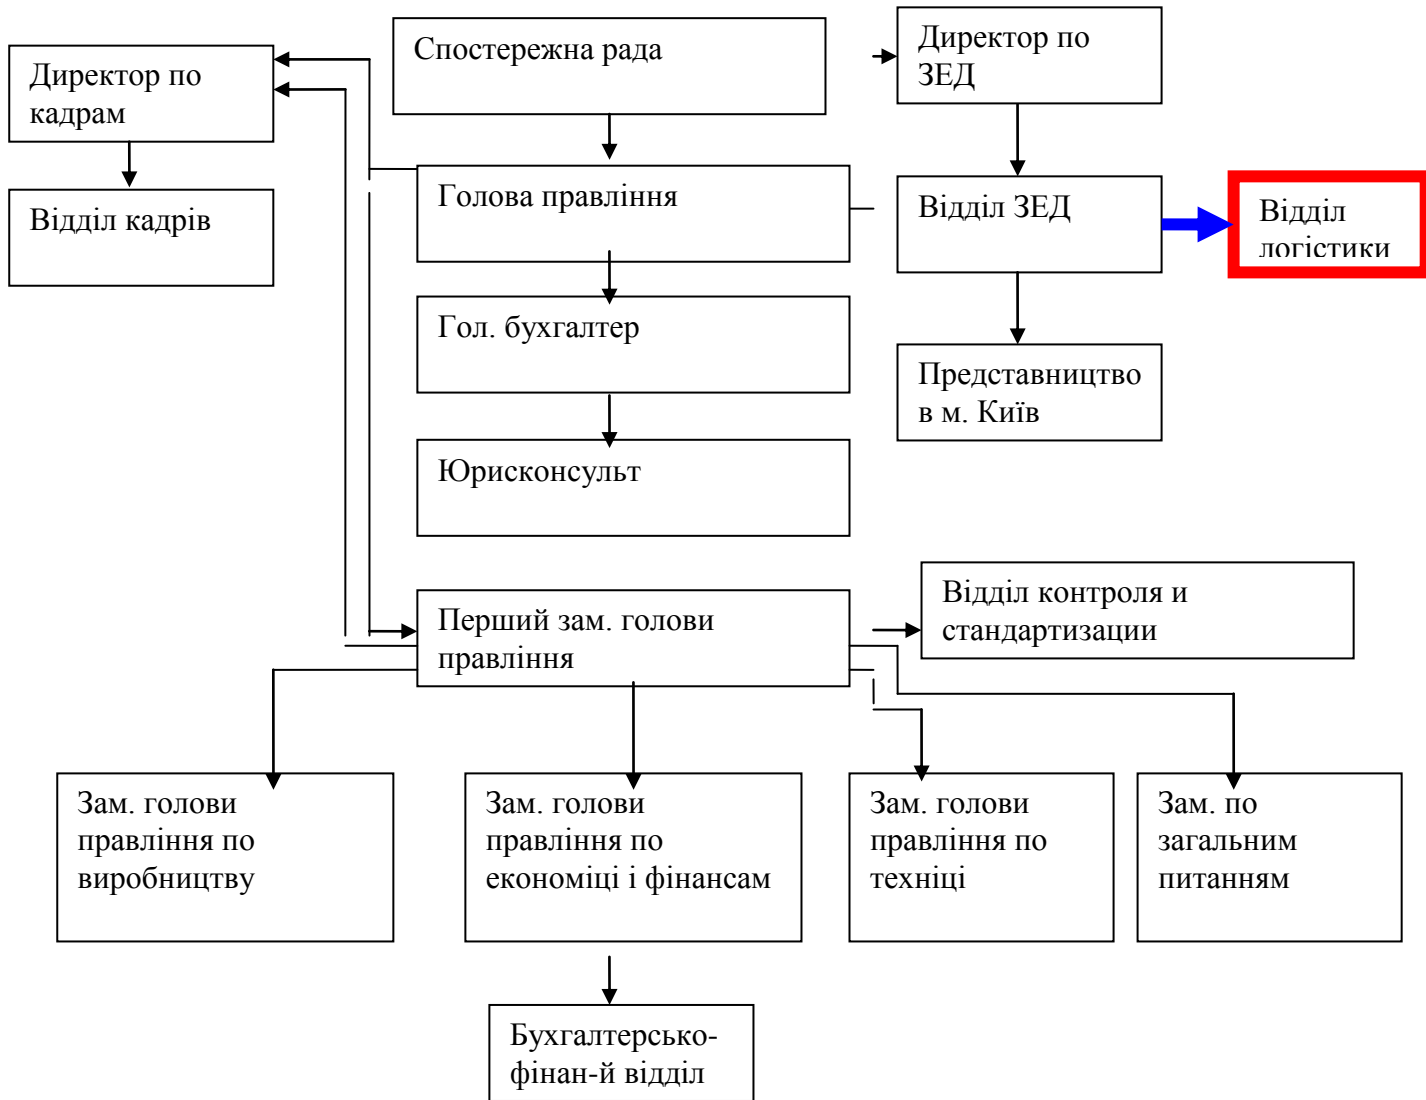 Спостережна рада
Директор по
ЗЕД
Директор по
кадрам
Відділ кадрів
Голова правління
Відділ ЗЕД
Відділ
логістики
Гол. бухгалтер
Представництво
в м. Київ
Юрисконсульт
Відділ контроля и
стандартизации
Перший зам. голови
правління
Зам. голови
правління по
виробництву
Зам. голови
правління по
економіці і фінансам
Зам. голови
правління по
техніці
Зам. по
загальним
питанням
Бухгалтерсько-
фінан-й відділ